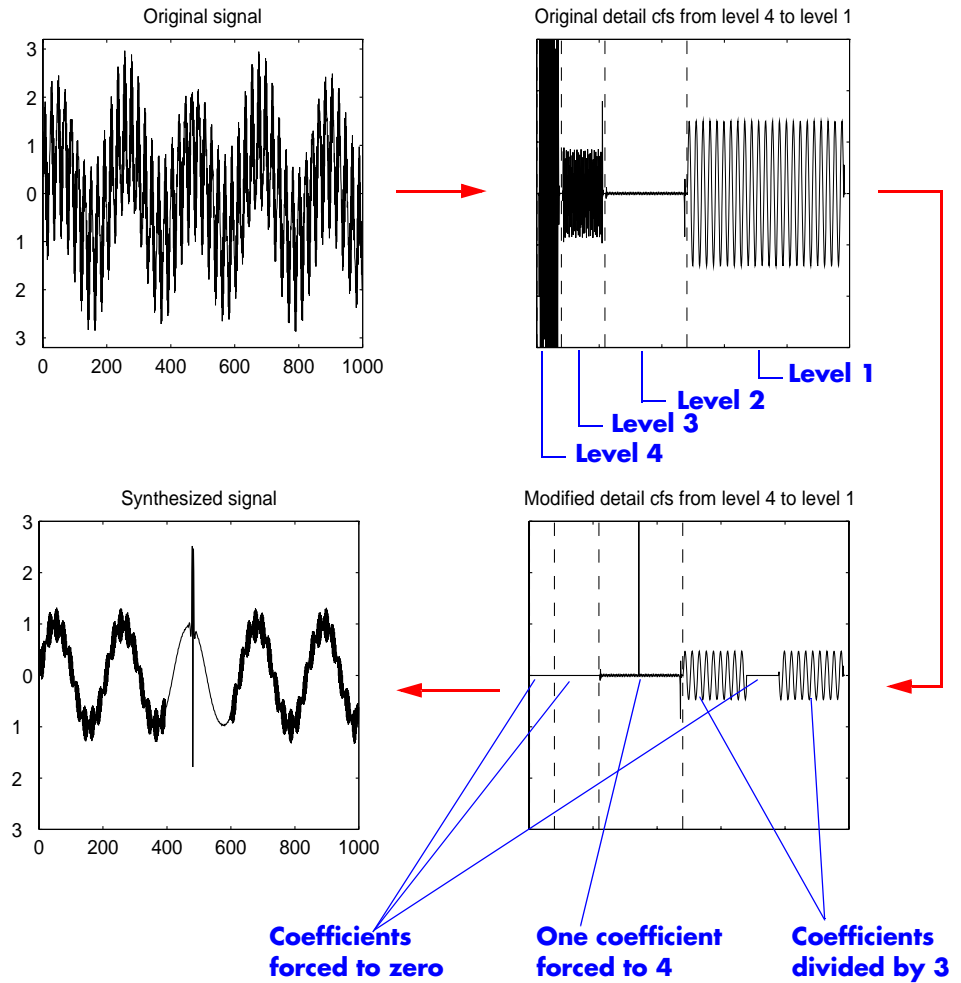 Original signal
Original detail cfs from level 4 to level 1
3
2
1
0
1
2
3
0 200 400 600 800 1000
Level 1
Level 2
Level 3
Level 4
Synthesized signal
Modified detail cfs from level 4 to level 1
3
2
1
0
1
2
3
0 200 400 600 800 1000
Coefficients
forced to zero
One coefficient
forced to 4
Coefficients
divided by 3